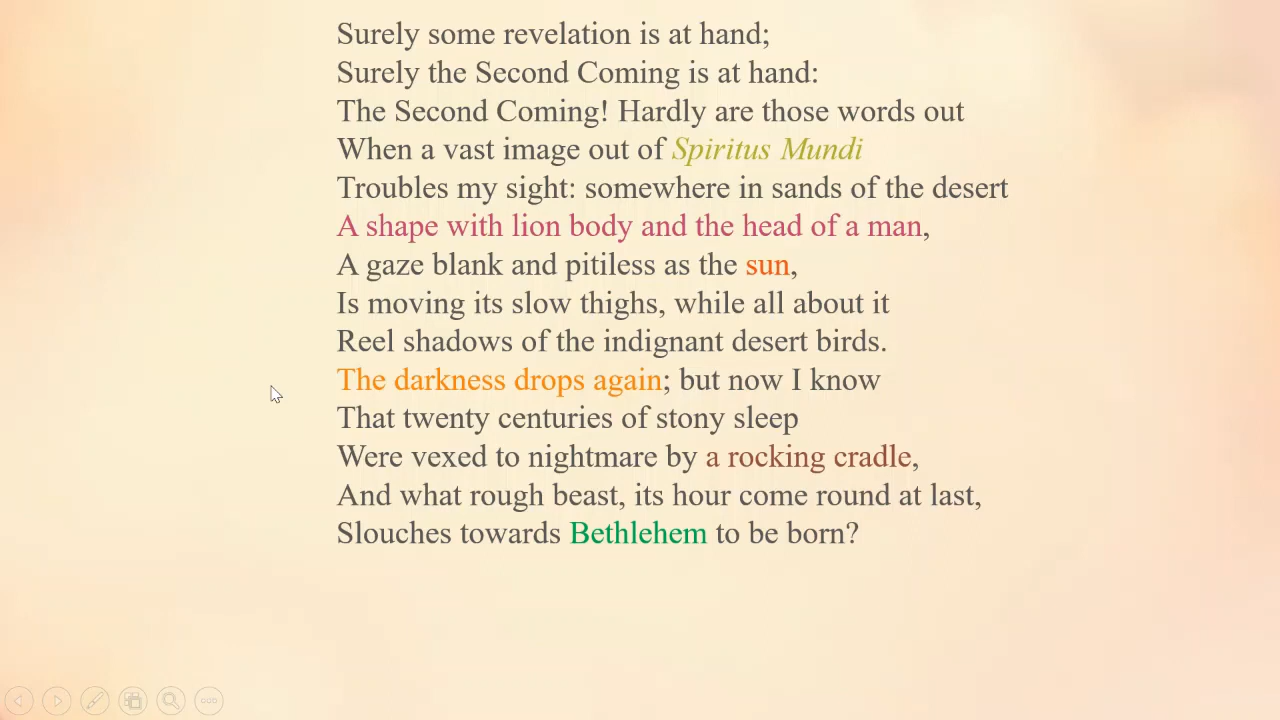 Surely some revelation is at hand;
Surely the Second Coming is at hand:
The Second Coming! Hardly are those words out
When a vast image out of Spiritus Mundi
Troubles my sight: somewhere in sands of the desert
A shape with lion body and the head of a man,
A gaze blank and pitiless as the sun,
Is moving its slow thighs, while all about it
Reel shadows of the indignant desert birds.
The darkness drops again; but now I know
That twenty centuries of stony sleep
Were vexed to nightmare by a rocking cradle,
And what rough beast, its hour come round at last,
Slouches towards Bethlehem to be born?